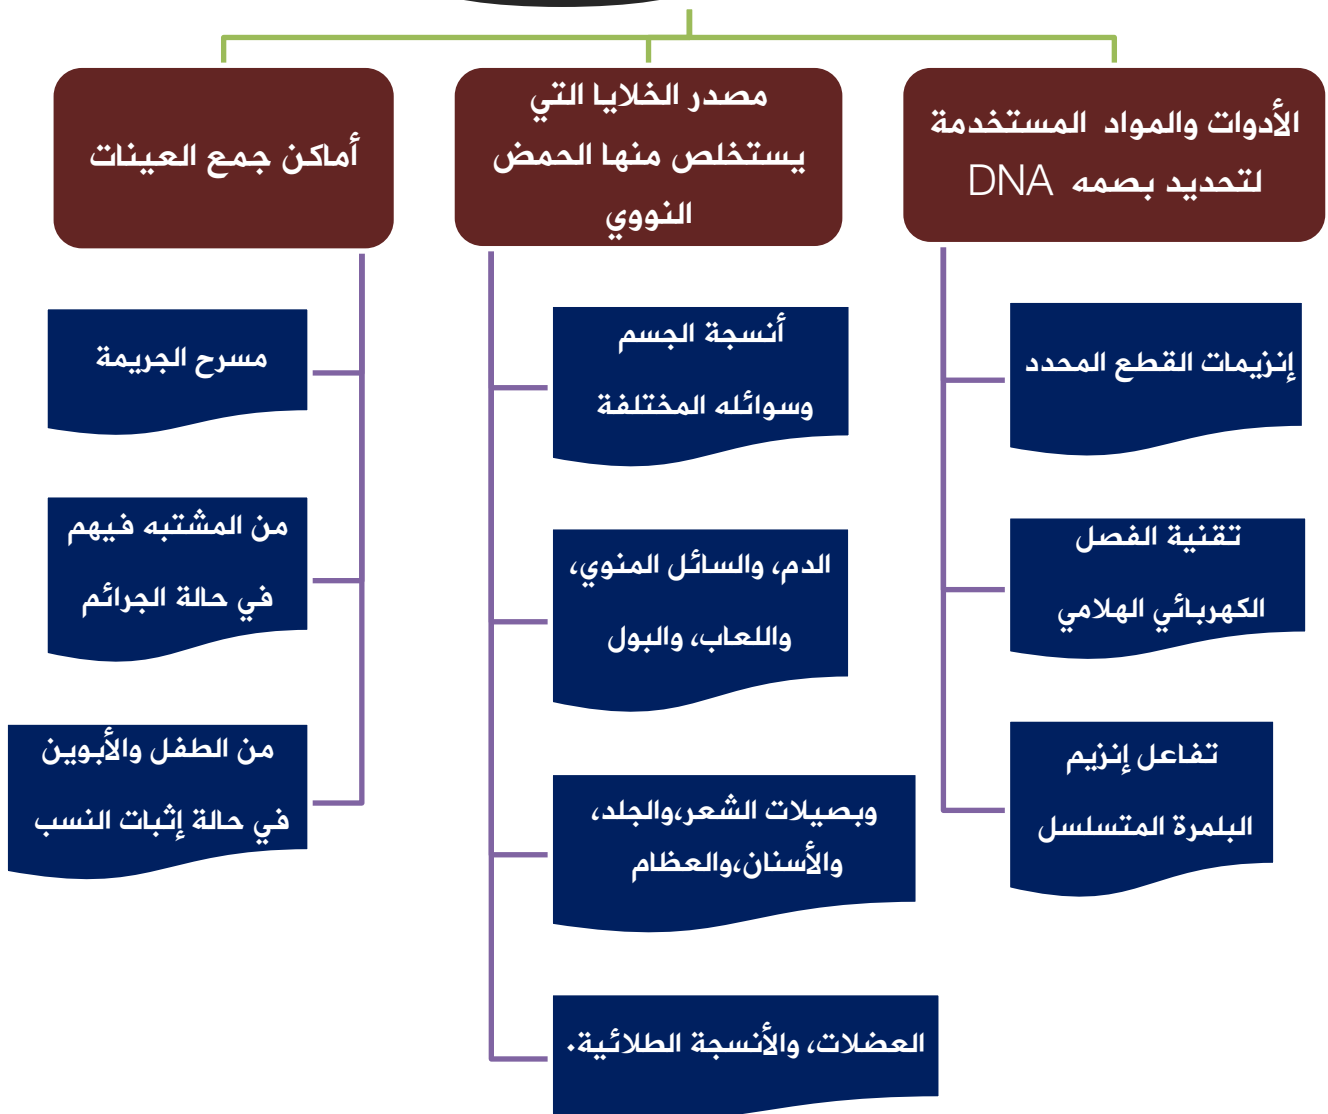 الأدوات والمواد المستخدمة
لتحديد بصمه DNA
إنزيمات القطع المحدد
تقنية الفصل
الكهربائي الهلامي
تفاعل إنزيم
البلمرة المتسلسل
مصدر الخلايا التي
يستخلص منها الحمض
النووي
أنسجة الجسم
وسوائله المختلفة
الدم، والسائل المنوي،
واللعاب، والبول
وبصيلات الشعر،والجلد،
والأسنان،والعظام
العضلات، والأنسجة الطلائية.
أماكن جمع العينات
مسرح الجريمة
من المشتبه فيهم
في حالة الجرائم
من الطفل والأبوين
في حالة إثبات النسب